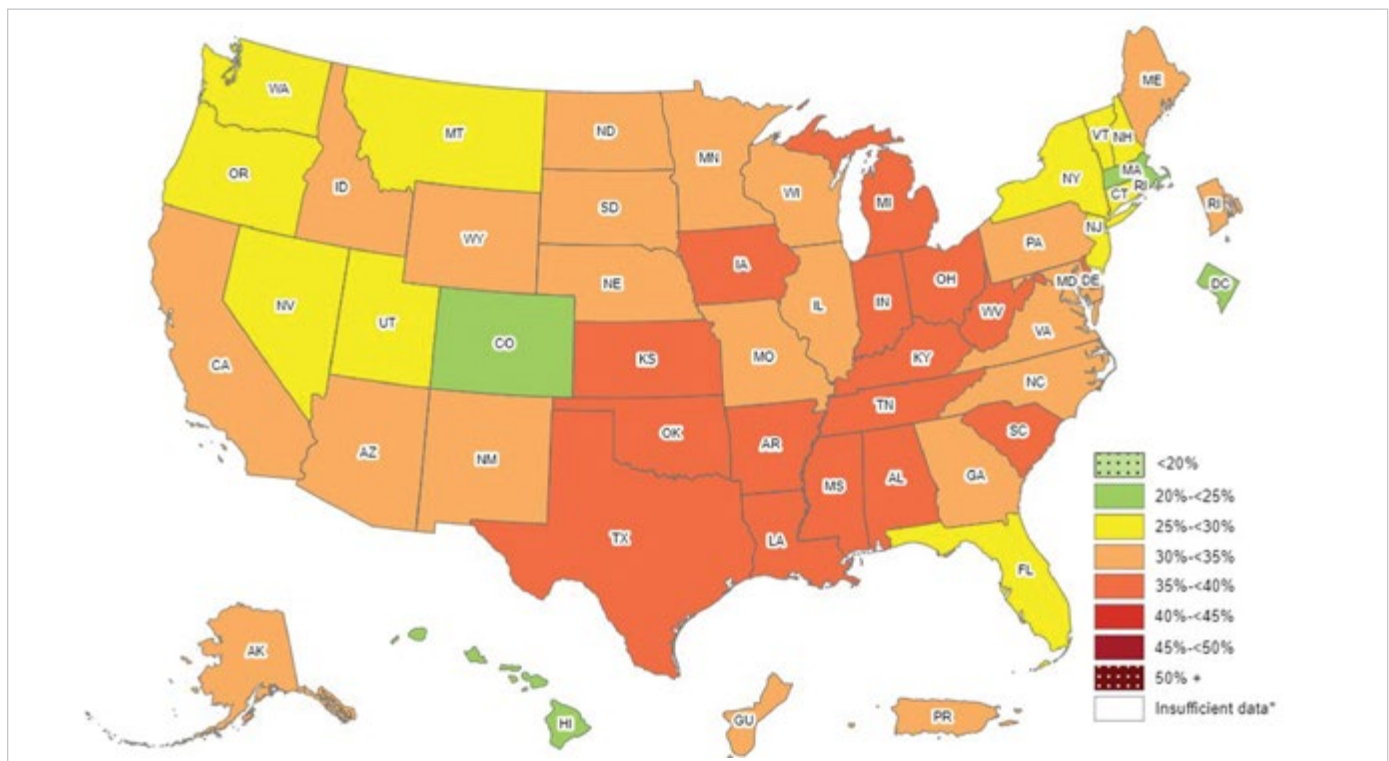 WA
MT
ND
MN
OR
ID
WY
SD
WI
MI
NY
VT
NH
ME
MA
RI
CT
RI
NJ
PA
DC
NV
UT
CO
NE
IA
IL
IN
OH
MD
DE
WV
VA
CA
KS
MO
KY
NC
TN
SC
AZ
NM
OK
AR
MS
AL
GA
TX
LA
FL
AK
HI
GU
PR
<20%
20%-<25%
25%-<30%
30%-<35%
35%-<40%
40%-<45%
45%-<50%
50% +
Insufficient data*